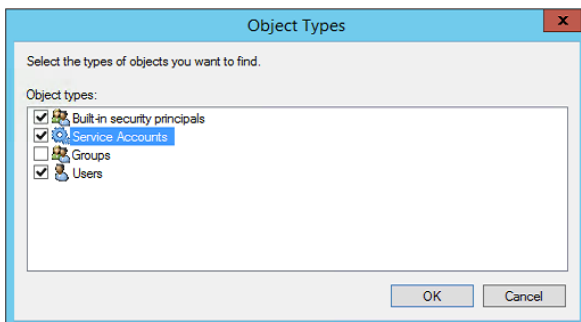 Object Types
x
Select the types of objects you want to find.
Object types:
Built-in security principals
Service Accounts
Groups
Users
OK
Cancel